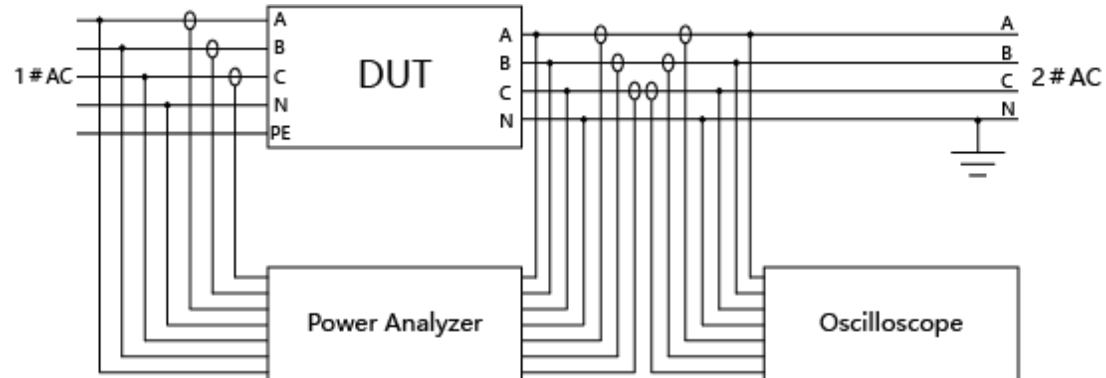 A
B
1#AC
C
N
PE
DUT
A
B
C
N
A
B
C
2#AC
N
Power Analyzer
Oscilloscope